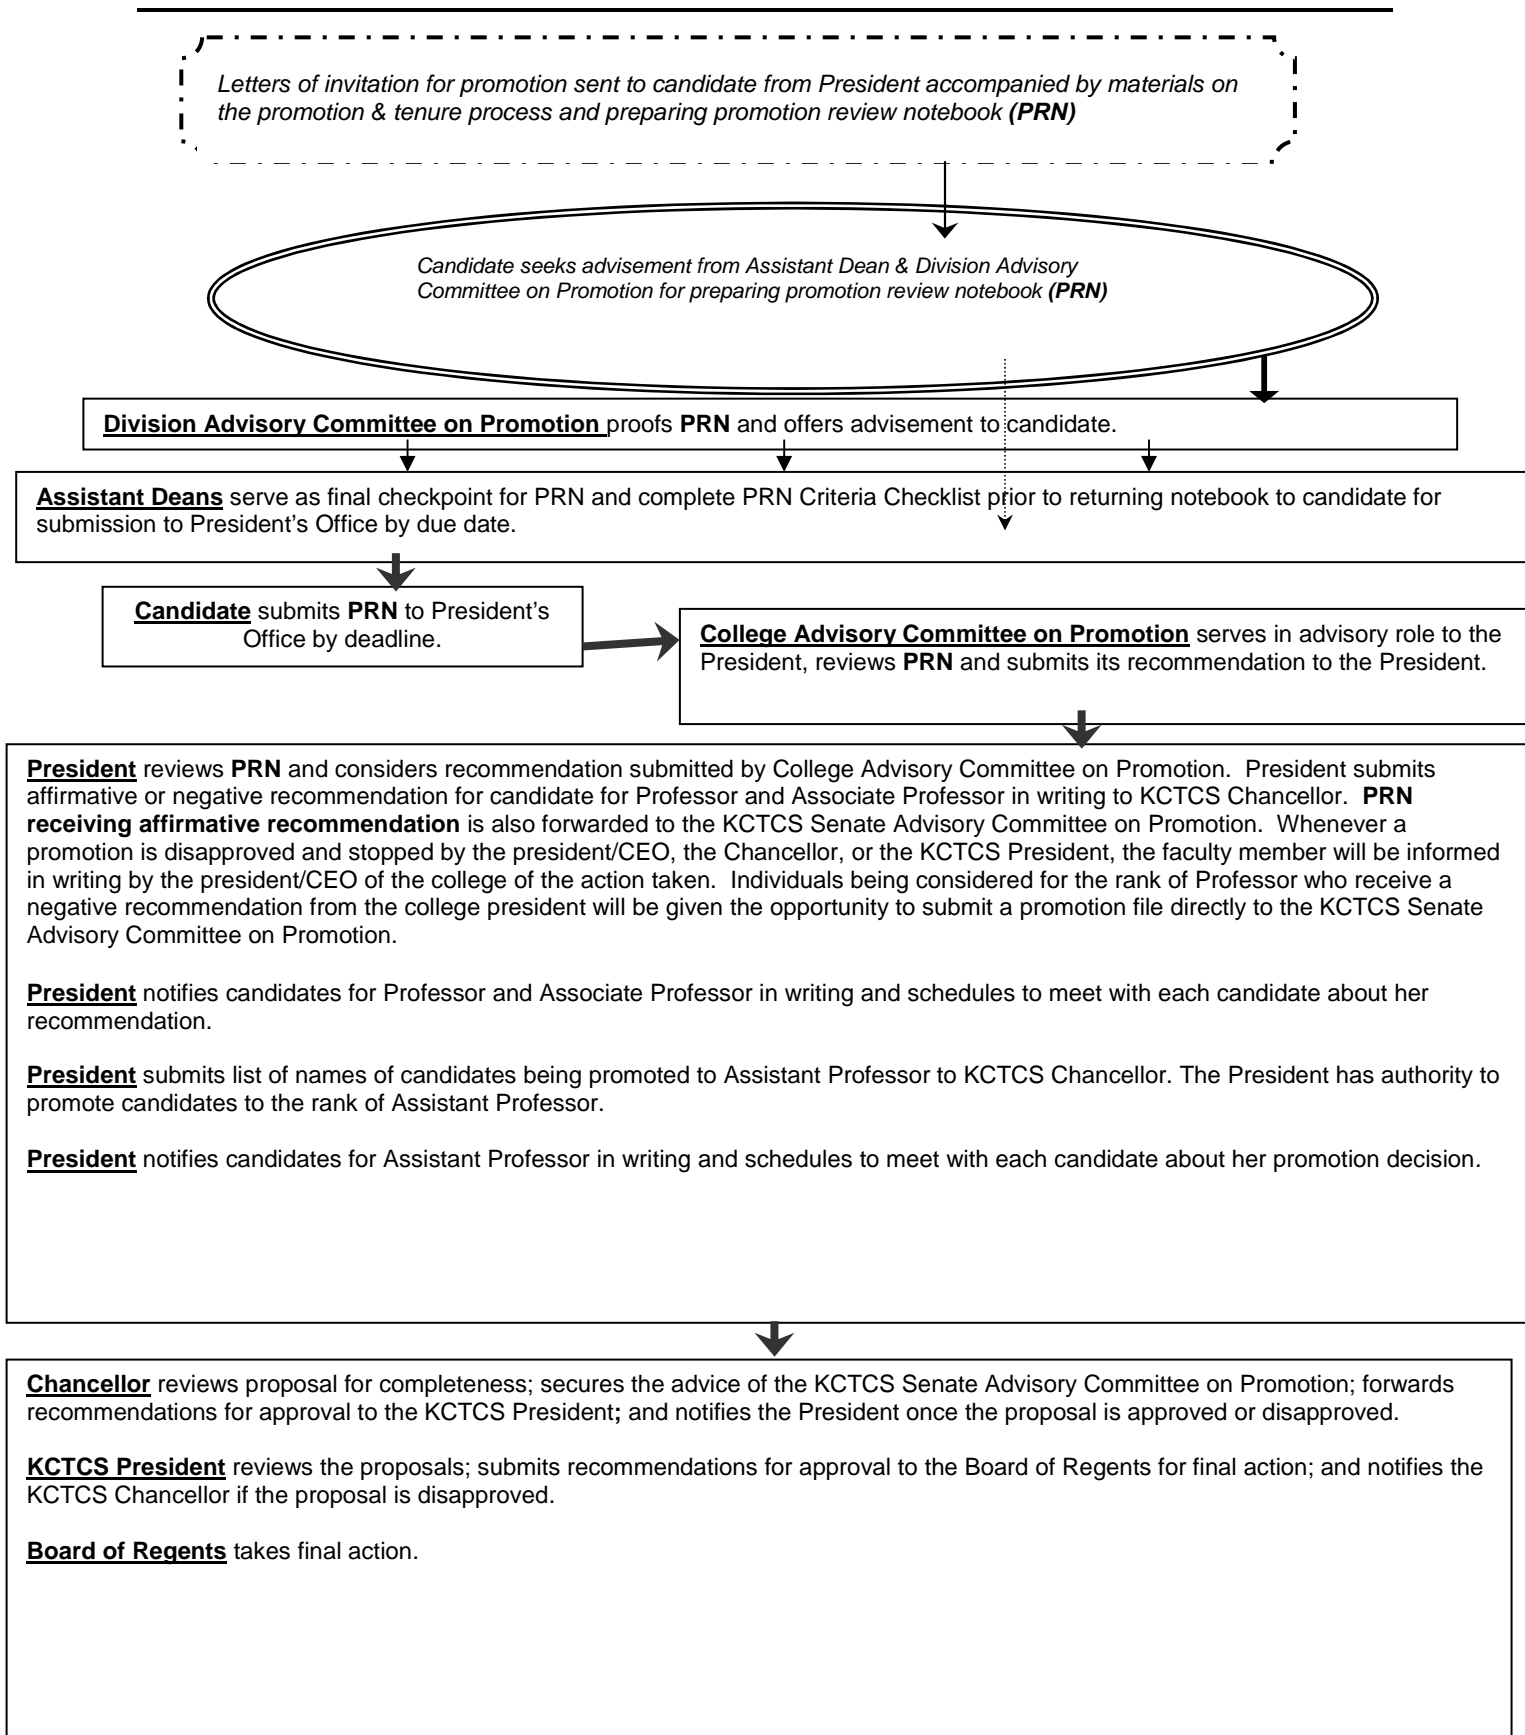 Letters of invitation for promotion sent to candidate from President accompanied by materials on
the promotion & tenure process and preparing promotion review notebook (PRN)
Candidate seeks advisement from Assistant Dean & Division Advisory
Committee on Promotion for preparing promotion review notebook (PRN)
Division Advisory Committee on Promotion proofs PRN and offers advisement to candidate.
Assistant Deans serve as final checkpoint for PRN and complete PRN Criteria Checklist prior to returning notebook to candidate for
submission to President's Office by due date.
Candidate submits PRN to President's
Office by deadline.
College Advisory Committee on Promotion serves in advisory role to the
President, reviews PRN and submits its recommendation to the President.
President reviews PRN and considers recommendation submitted by College Advisory Committee on Promotion.  President submits
affirmative or negative recommendation for candidate for Professor and Associate Professor in writing to KCTCS Chancellor.  PRN
receiving affirmative recommendation is also forwarded to the KCTCS Senate Advisory Committee on Promotion.  Whenever a
promotion is disapproved and stopped by the president/CEO, the Chancellor, or the KCTCS President, the faculty member will be informed
in writing by the president/CEO of the college of the action taken.  Individuals being considered for the rank of Professor who receive a
negative recommendation from the college president will be given the opportunity to submit a promotion file directly to the KCTCS Senate
Advisory Committee on Promotion.
President notifies candidates for Professor and Associate Professor in writing and schedules to meet with each candidate about her
recommendation.
President submits list of names of candidates being promoted to Assistant Professor to KCTCS Chancellor. The President has authority to
promote candidates to the rank of Assistant Professor.
President notifies candidates for Assistant Professor in writing and schedules to meet with each candidate about her promotion decision.
Chancellor reviews proposal for completeness; secures the advice of the KCTCS Senate Advisory Committee on Promotion; forwards
recommendations for approval to the KCTCS President; and notifies the President once the proposal is approved or disapproved.
KCTCS President reviews the proposals; submits recommendations for approval to the Board of Regents for final action; and notifies the
KCTCS Chancellor if the proposal is disapproved.
Board of Regents takes final action.